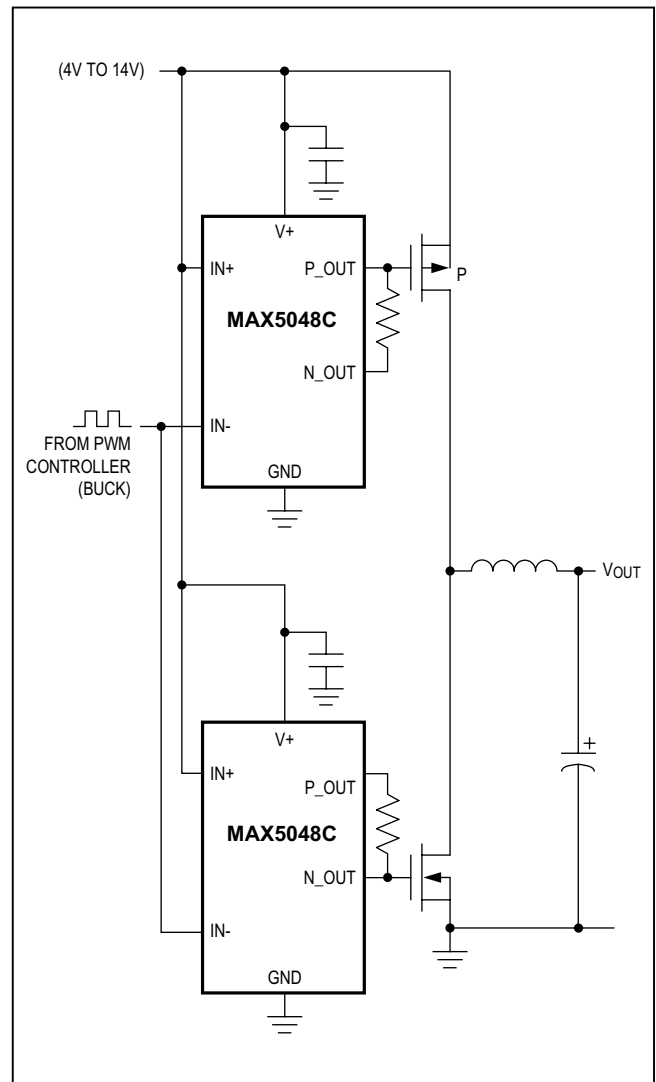 (4V TO 14V)
V+
IN+
P_OUT
P
MAX5048C
N_OUT
IN-
FROM PWM
CONTROLLER
(BUCK)
GND
VOUT
V+
+
IN+
P_OUT
MAX5048C
N_OUT
IN-
GND